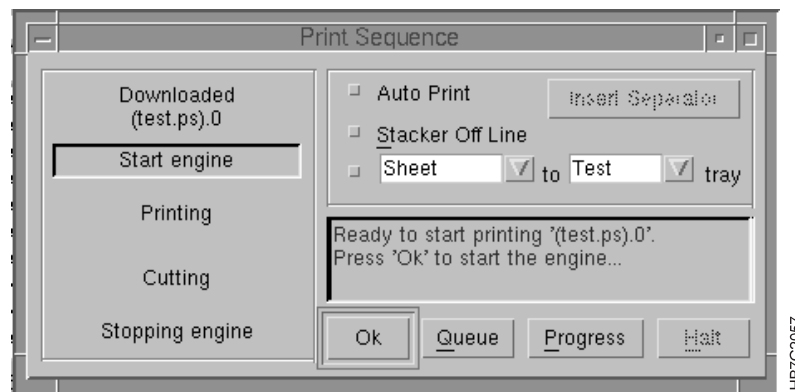 Print Sequence
Downloaded
(test.ps).0
Start engine
Printing
Cutting
Stopping engine
Auto Print
Insert Separator
Stacker Off Line
Sheet to Test tray
Ready to start printing '(test.ps).0'.
Press 'Ok' to start the engine...
Ok
Queue
Progress
Halt